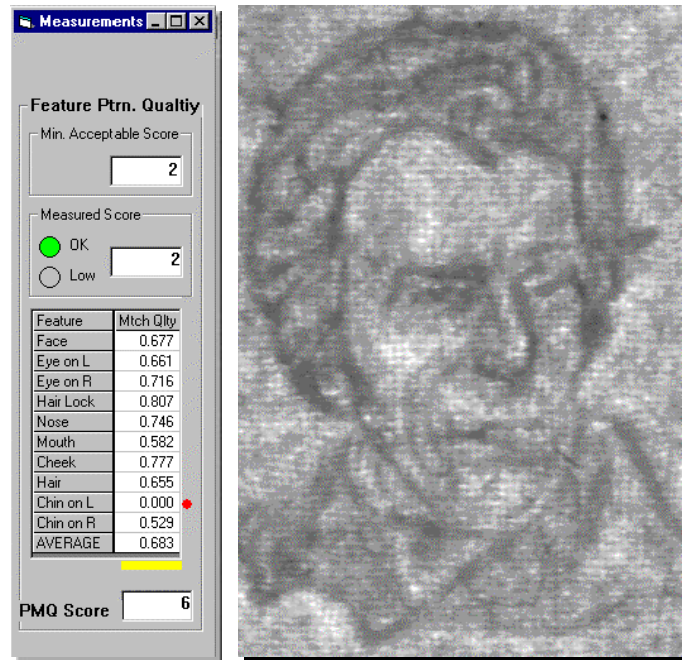 Measurements
Feature Ptrn. Qualtiy
Min. Acceptable Score
2
Measured Score
OK
2
Low
Feature Mtch Qlty
Face 0.677
Eye on L 0.661
Eye on R 0.716
Hair Lock 0.807
Nose 0.746
Mouth 0.582
Cheek 0.777
Hair 0.655
Chin on L 0.000
Chin on R 0.529
AVERAGE 0.683
PMQ Score 6